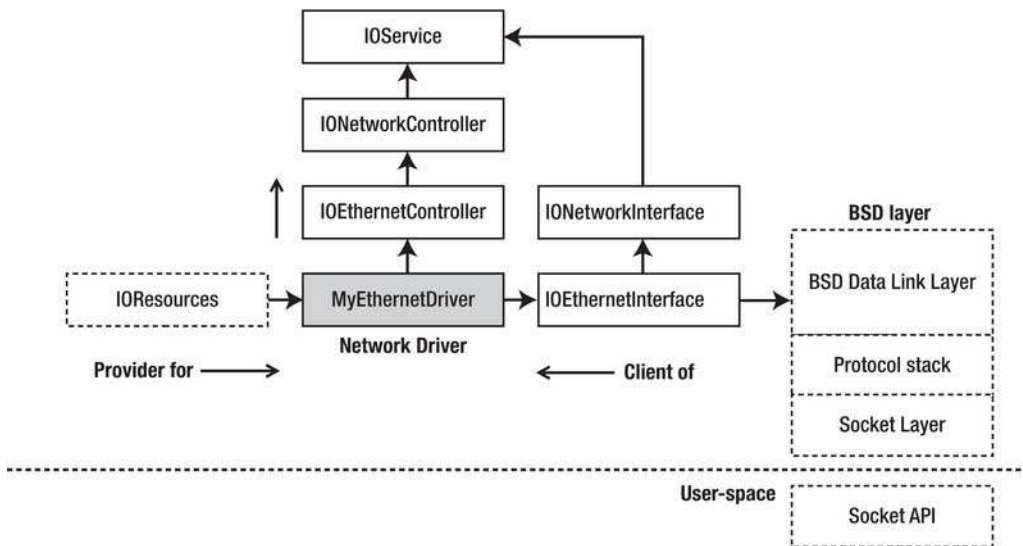 IOService
IONetworkController
IOEthernetController
IONetworkInterface
BSD layer
IOResources
MyEthernetDriver
IOEthernetInterface
BSD Data Link Layer
Network Driver
Provider for
Client of
Protocol stack
Socket Layer
User-space
Socket API